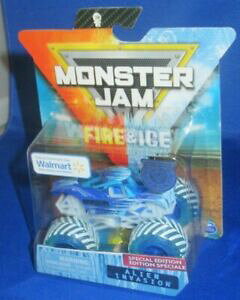 MONSTER
JAM
FIRE&ICE
Walmart
SPECIAL EDITION
EDITION SPECIALE
ALIEN
INVASION